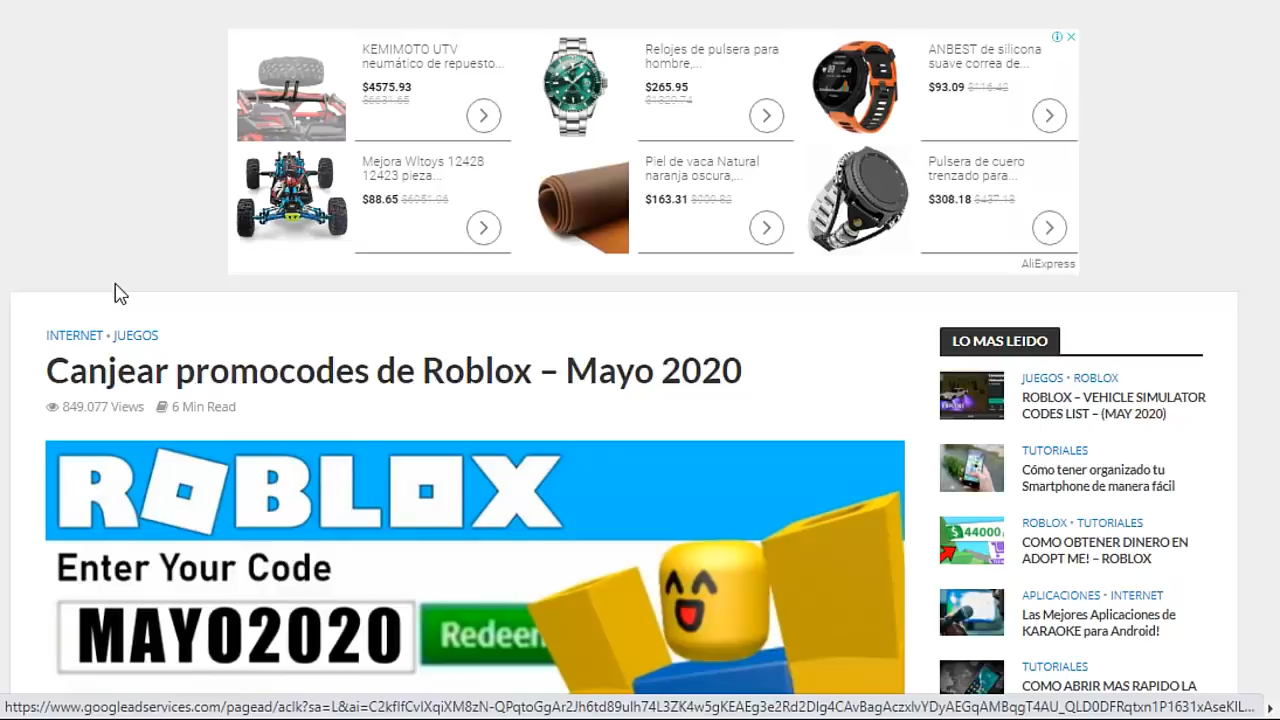 KEMIMOTO UTV
neumático de repuesto...
$4575.93
Relojes de pulsera para
hombre,...
$265.95
ANBEST de silicona
suave correa de...
$93.09 $116.42
Mejora Wltoys 12428
12423 pieza...
$88.65
Piel de vaca Natural
naranja oscura,...
$163.31
Pulsera de cuero
trenzado para...
$308.18
AliExpress
INTERNET • JUEGOS
Canjear promocodes de Roblox – Mayo 2020
849.077 Views 6 Min Read
ROBLOX
Enter Your Code
MAYO2020
Redeem
LO MAS LEIDO
JUEGOS • ROBLOX
ROBLOX – VEHICLE SIMULATOR
CODES LIST – (MAY 2020)
TUTORIALES
Cómo tener organizado tu
Smartphone de manera fácil
$44000
ROBLOX • TUTORIALES
COMO OBTENER DINERO EN
ADOPT ME! – ROBLOX
APLICACIONES • INTERNET
Las Mejores Aplicaciones de
KARAOKE para Android!
TUTORIALES
COMO ABRIR MAS RAPIDO LA